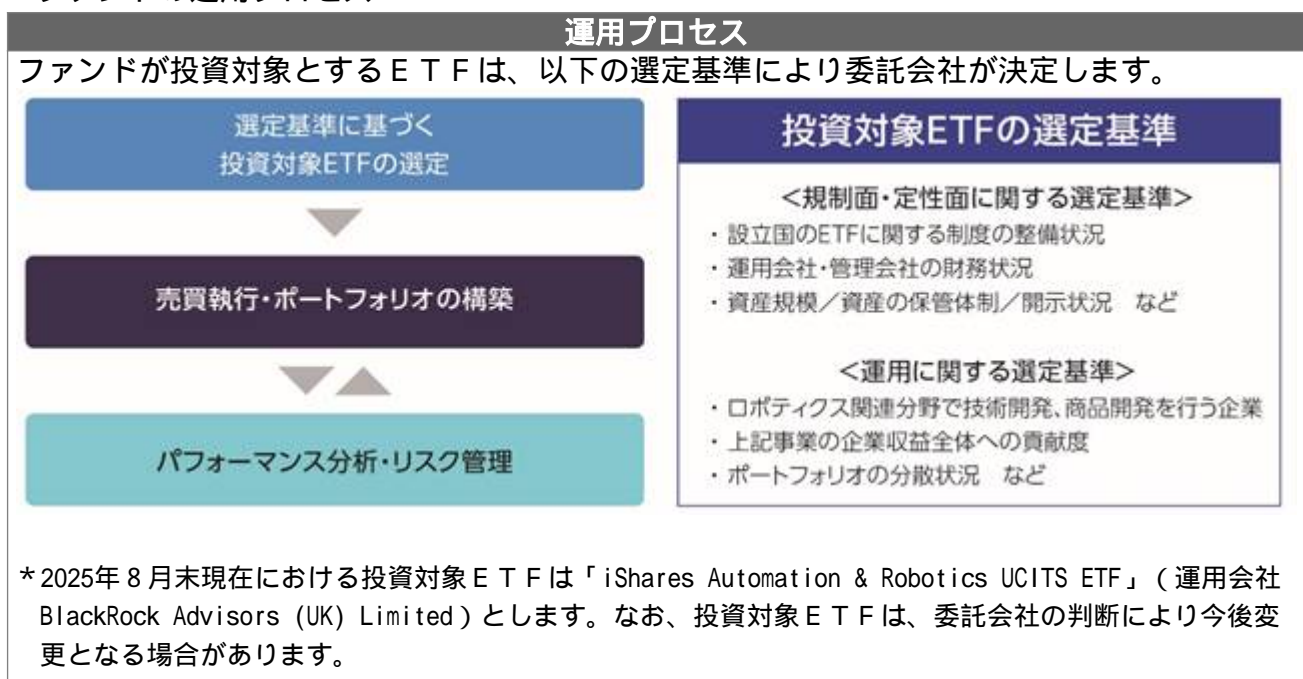 運用プロセス
ファンドが投資対象とするＥＴＦは、以下の選定基準により委託会社が決定します。
選定基準に基づく
投資対象ETFの選定
売買執行・ポートフォリオの構築
パフォーマンス分析・リスク管理
投資対象ETFの選定基準
＜規制面・定性面に関する選定基準＞
・設立国のETFに関する制度の整備状況
・運用会社・管理会社の財務状況
・資産規模／資産の保管体制／開示状況　など
＜運用に関する選定基準＞
・ロボティクス関連分野で技術開発、商品開発を行う企業
・上記事業の企業収益全体への貢献度
・ポートフォリオの分散状況　など
＊2025年８月末現在における投資対象ＥＴＦは「iShares Automation & Robotics UCITS ETF」（運用会社
BlackRock Advisors (UK) Limited）とします。なお、投資対象ＥＴＦは、委託会社の判断により今後変
更となる場合があります。